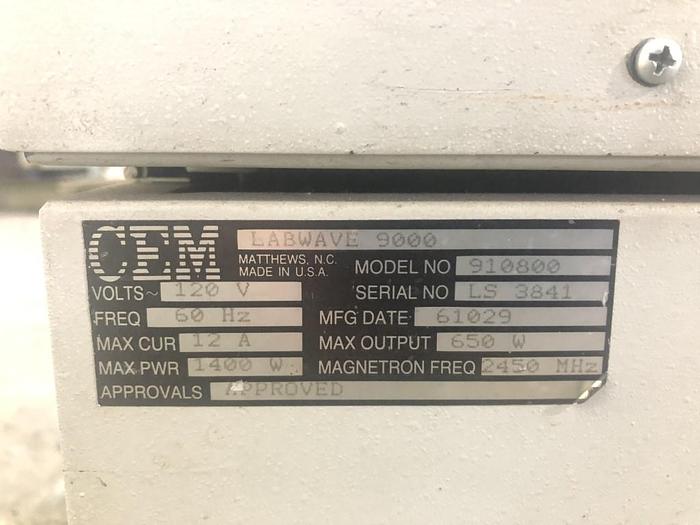 CEM
LABWAVE 9000
MATTHEWS, N.C.
MADE IN U.S.A.
MODEL NO 910800
VOLTS~ 120 V
SERIAL NO LS 3841
FREQ 60 Hz
MFG DATE 61029
MAX CUR 12 A
MAX OUTPUT 650 W
MAX PWR 1400 W
MAGNETRON FREQ 2450 MHz
APPROVALS APPROVED